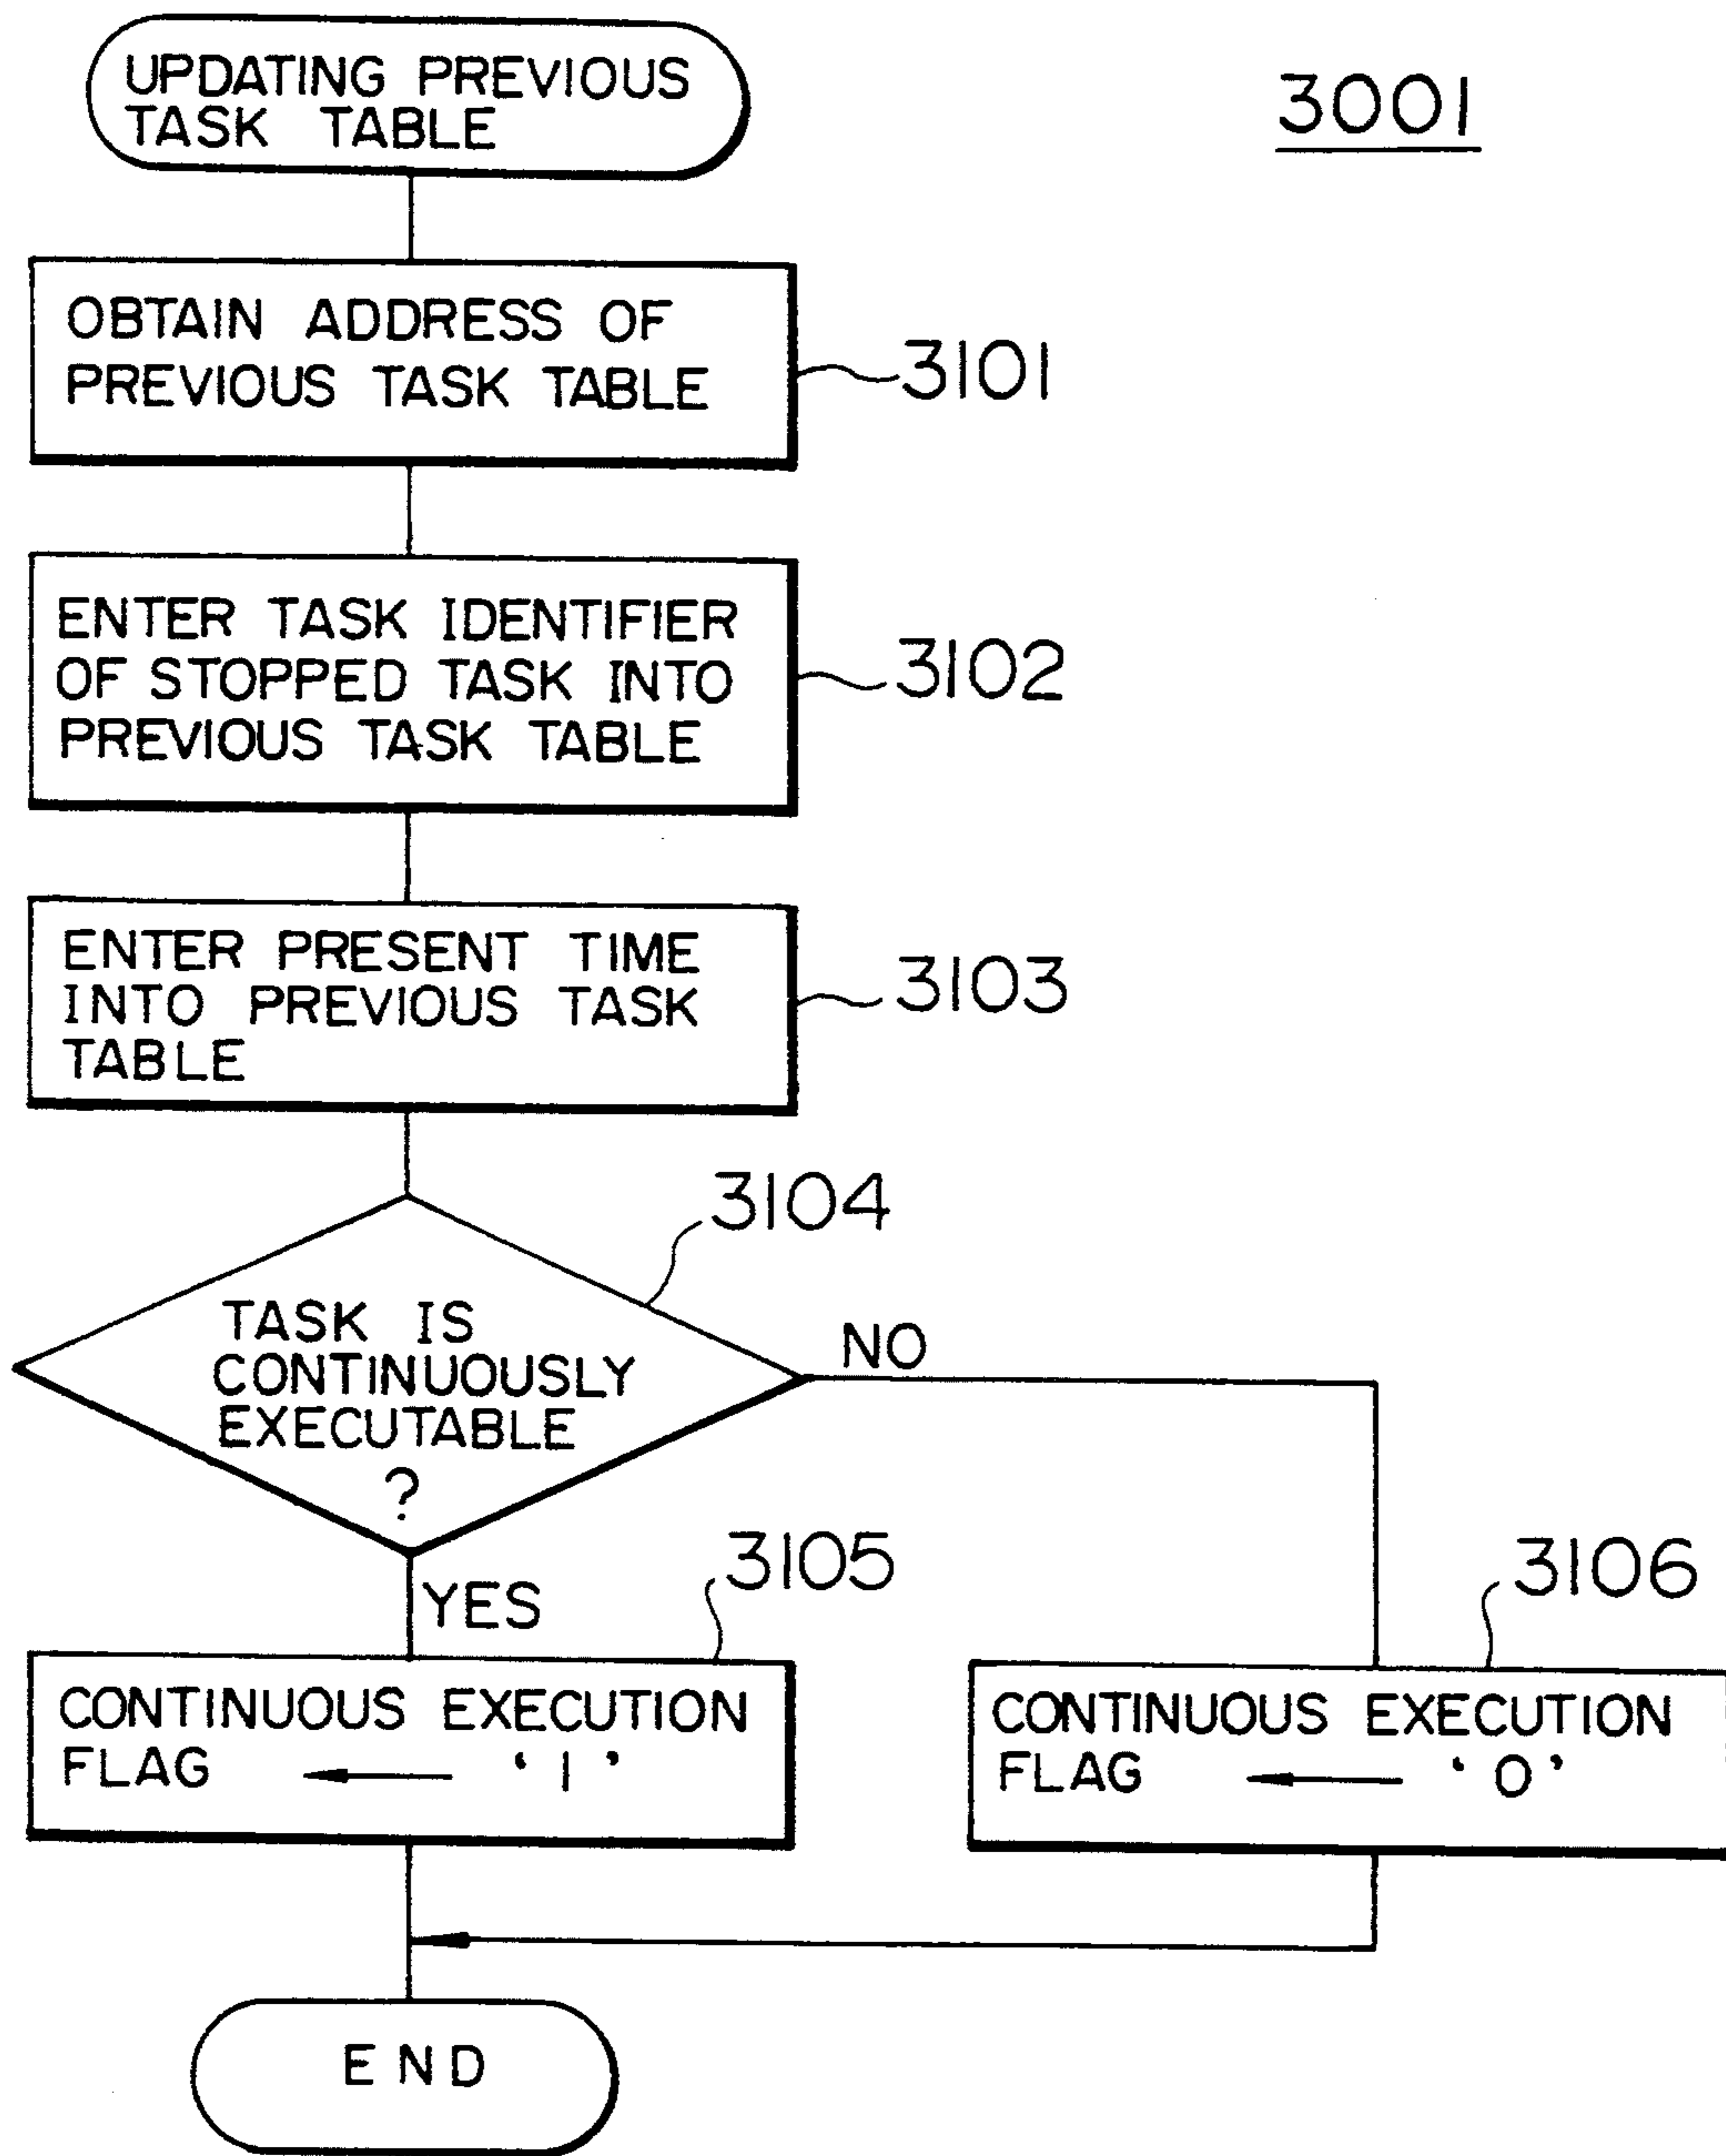 UPDATING PREVIOUS
TASK TABLE
3001
OBTAIN ADDRESS OF
PREVIOUS TASK TABLE
3101
ENTER TASK IDENTIFIER
OF STOPPED TASK INTO
PREVIOUS TASK TABLE
3102
ENTER PRESENT TIME
INTO PREVIOUS TASK
TABLE
3103
3104
TASK IS
CONTINUOUSLY
EXECUTABLE
?
NO
YES
3105
CONTINUOUS EXECUTION
FLAG ← ‘1’
3106
CONTINUOUS EXECUTION
FLAG ← ‘0’
END